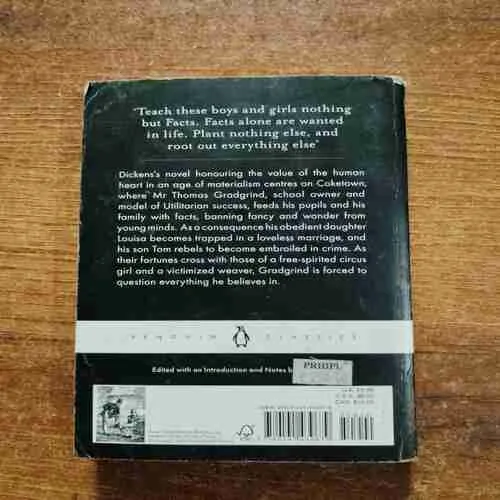 'Teach these boys and girls nothing
but Facts. Facts alone are wanted
in life. Plant nothing else, and
root out everything else'
Dickens's novel honouring the value of the human
heart in an age of materialism centres on Coketown,
where Mr Thomas Gradgrind, school owner and
model of Utilitarian success, feeds his pupils and his
family with facts, banning fancy and wonder from
young minds. As a consequence his obedient daughter
Louisa becomes trapped in a loveless marriage, and
his son Tom rebels to become embroiled in crime. As
their fortunes cross with those of a free-spirited circus
girl and a victimized weaver, Gradgrind is forced to
question everything he believes in.
PENGUIN CLASSICS
Edited with an Introduction and Notes b
PRIDIPL